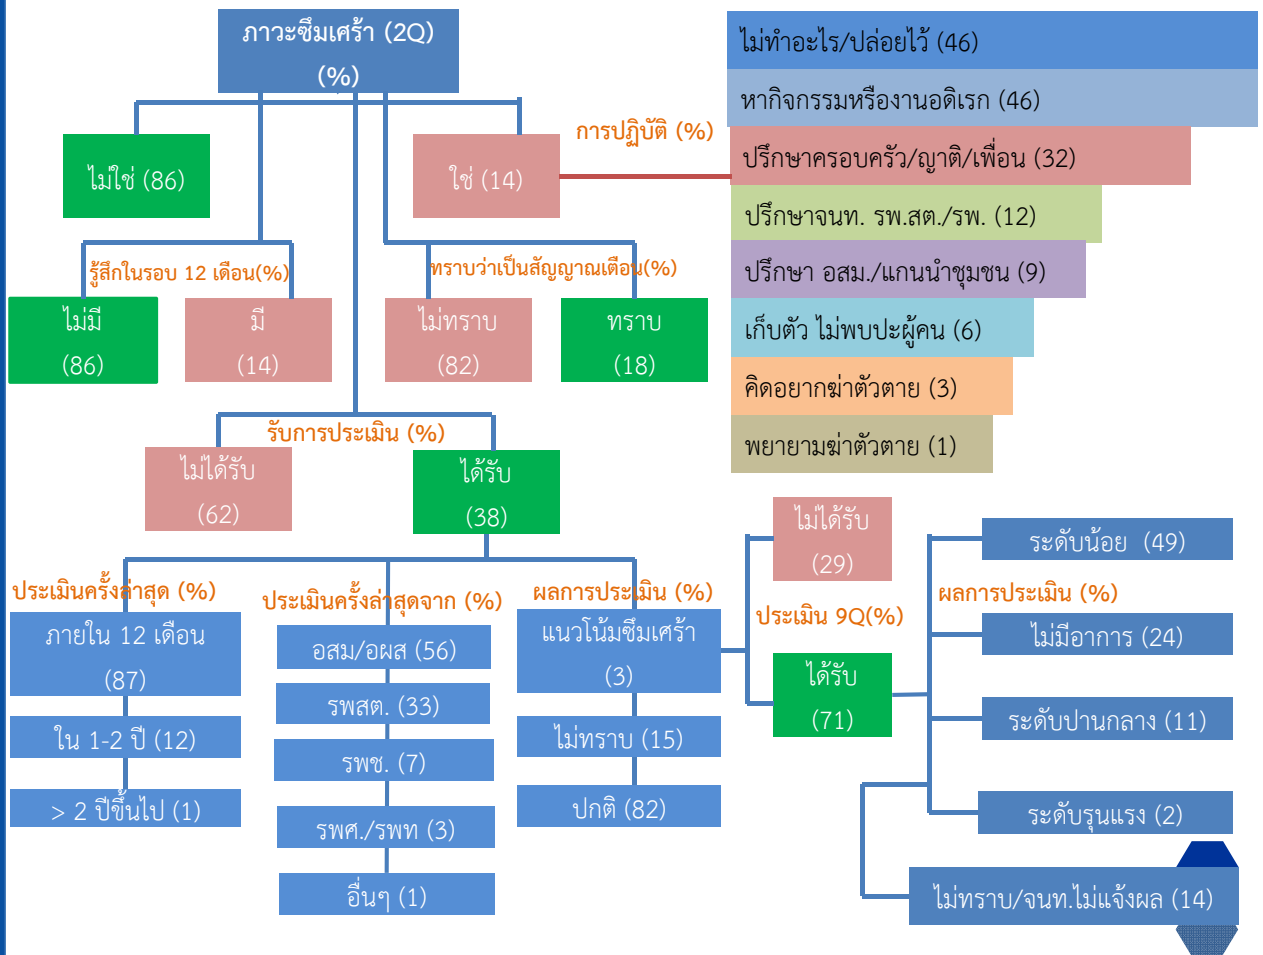 ภาวะซึมเศร้า (2Q)
(%)
ไม่ใช่ (86)
ใช่ (14)
การปฏิบัติ (%)
ไม่ทำอะไร/ปล่อยไว้ (46)
หากิจกรรมหรืองานอดิเรก (46)
ปรึกษาครอบครัว/ญาติ/เพื่อน (32)
ปรึกษาจนท. รพ.สต./รพ. (12)
ปรึกษา อสม./แกนนำชุมชน (9)
เก็บตัว ไม่พบปะผู้คน (6)
คิดอยากฆ่าตัวตาย (3)
พยายามฆ่าตัวตาย (1)
รู้สึกในรอบ 12 เดือน(%)
ไม่มี
(86)
มี
(14)
ทราบว่าเป็นสัญญาณเตือน(%)
ไม่ทราบ
(82)
ทราบ
(18)
รับการประเมิน (%)
ไม่ได้รับ
(62)
ได้รับ
(38)
ประเมินครั้งล่าสุด (%)
ภายใน 12 เดือน
(87)
ใน 1-2 ปี (12)
> 2 ปีขึ้นไป (1)
ประเมินครั้งล่าสุดจาก (%)
อสม/อผส (56)
รพสต. (33)
รพช. (7)
รพศ./รพท (3)
อื่นๆ (1)
ผลการประเมิน (%)
แนวโน้มซึมเศร้า
(3)
ไม่ทราบ (15)
ปกติ (82)
ประเมิน 9Q(%)
ไม่ได้รับ
(29)
ได้รับ
(71)
ผลการประเมิน (%)
ระดับน้อย (49)
ไม่มีอาการ (24)
ระดับปานกลาง (11)
ระดับรุนแรง (2)
ไม่ทราบ/จนท.ไม่แจ้งผล (14)